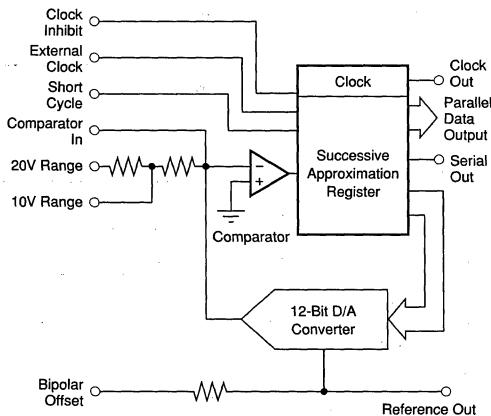 Clock
Inhibit
External
Clock
Short
Cycle
Comparator
In
20V Range
10V Range
Clock
Successive
Approximation
Register
−
+
Comparator
Clock
Out
Parallel
Data
Output
Serial
Out
12-Bit D/A
Converter
Bipolar
Offset
Reference Out